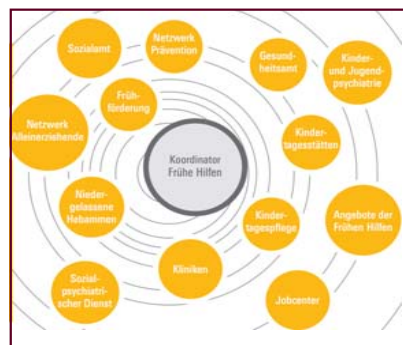 Sozialamt
Netzwerk
Prävention
Gesund-
heitsamt
Kinder-
und Jugend-
psychiatrie
Früh-
förderung
Netzwerk
Alleinerziehende
Koordinator
Frühe Hilfen
Kinder-
tagesstätten
Nieder-
gelassene
Hebammen
Kinder-
tagespflege
Angebote der
Frühen Hilfen
Kliniken
Sozial-
psychiatri-
scher Dienst
Jobcenter